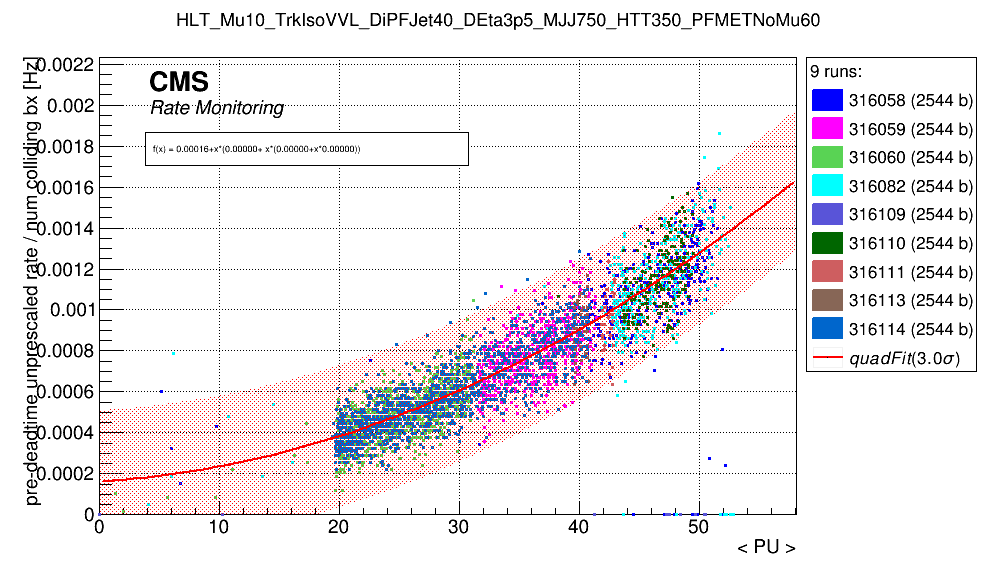 HLT_Mu10_TrkIsoVVL_DiPFJet40_DEta3p5_MJJ750_HTT350_PFMETNoMu60
pre-deadtime unprescaled rate / num colliding bx [Hz]
0.0022
0.002
0.0018
0.0016
0.0014
0.0012
0.001
0.0008
0.0006
0.0004
0.0002
0
CMS
Rate Monitoring
f(x) = 0.00016+x*(0.00000+ x*(0.00000+x*0.00000))
0 10 20 30 40 50
< PU >
9 runs:
316058 (2544 b)
316059 (2544 b)
316060 (2544 b)
316082 (2544 b)
316109 (2544 b)
316110 (2544 b)
316111 (2544 b)
316113 (2544 b)
316114 (2544 b)
quadFit(3.0σ)